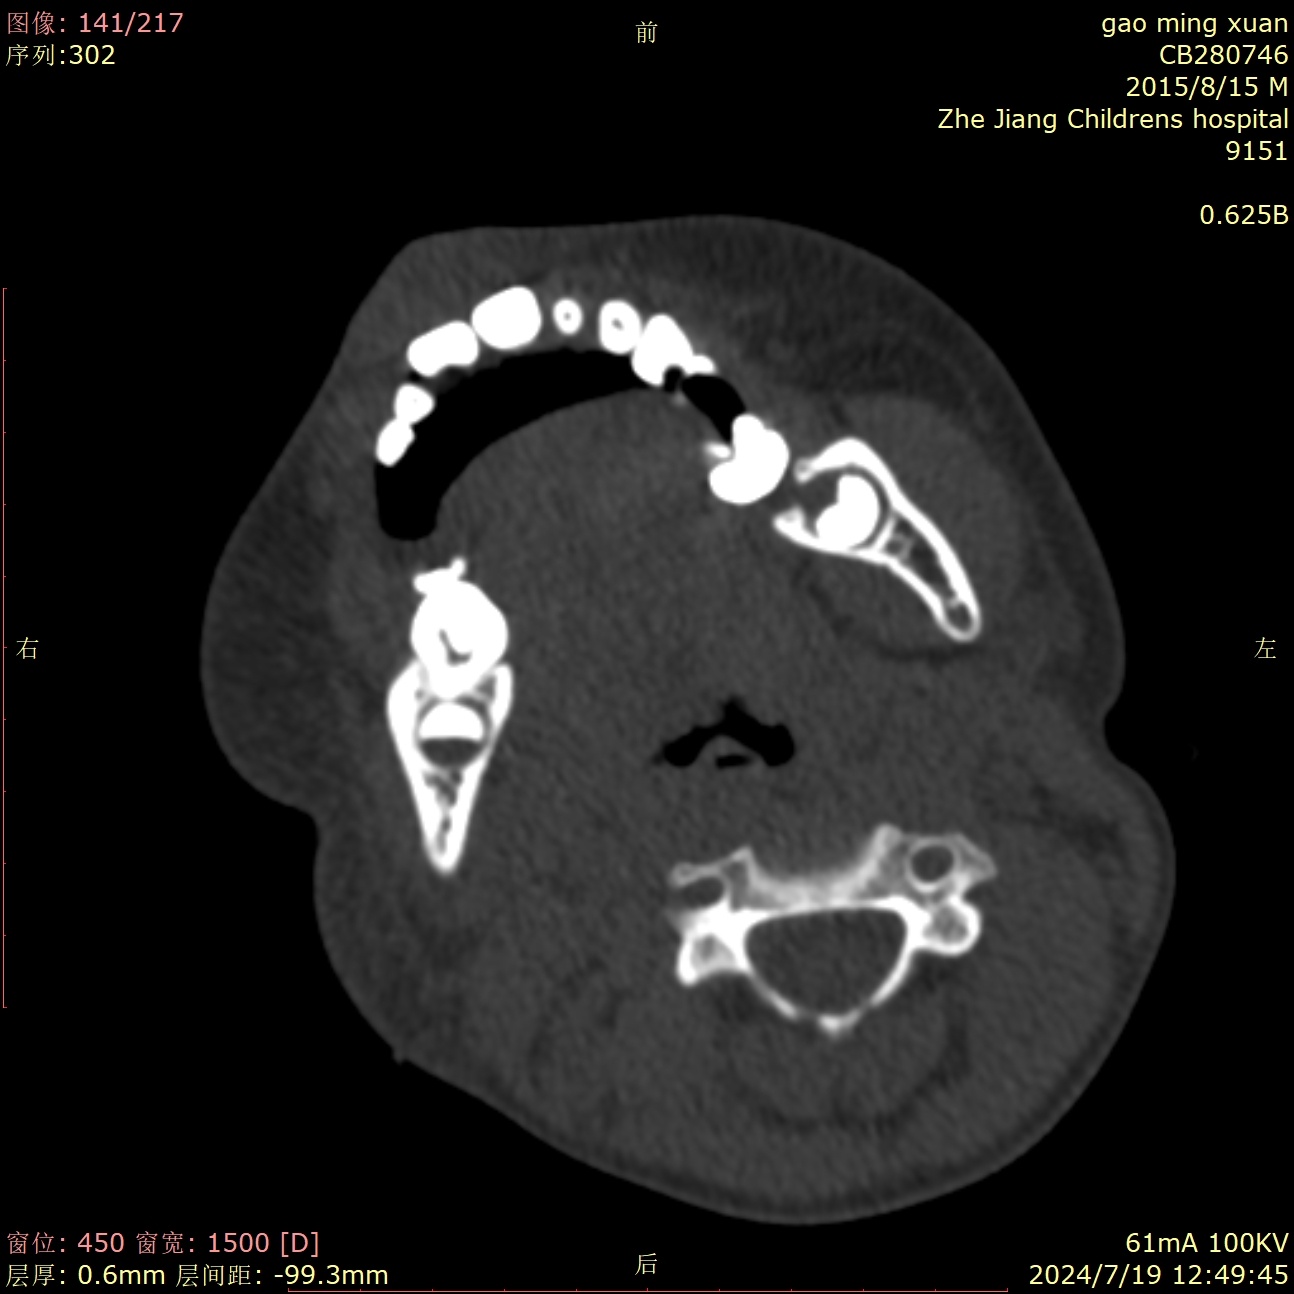 图像: 141/217
序列:302
前
gao ming xuan
CB280746
2015/8/15 M
Zhe Jiang Childrens hospital
9151
0.625B
右
左
窗位: 450 窗宽: 1500 [D]
层厚: 0.6mm 层间距: -99.3mm
后
61mA 100KV
2024/7/19 12:49:45